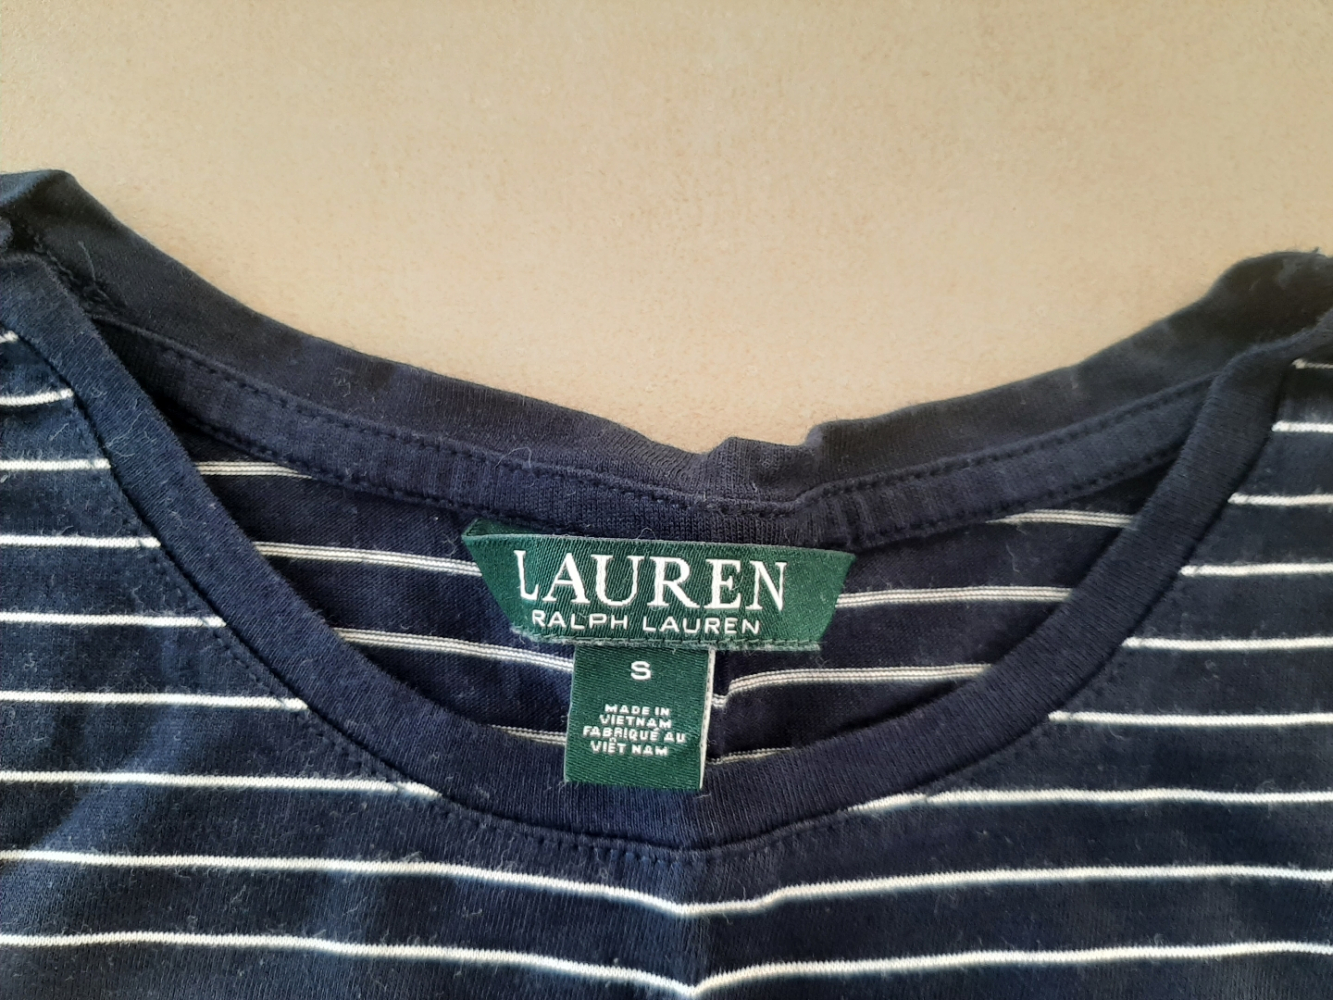 LAUREN
RALPH LAUREN
S
MADE IN
VIETNAM
FABRIQUÉ AU
VIÊT NAM